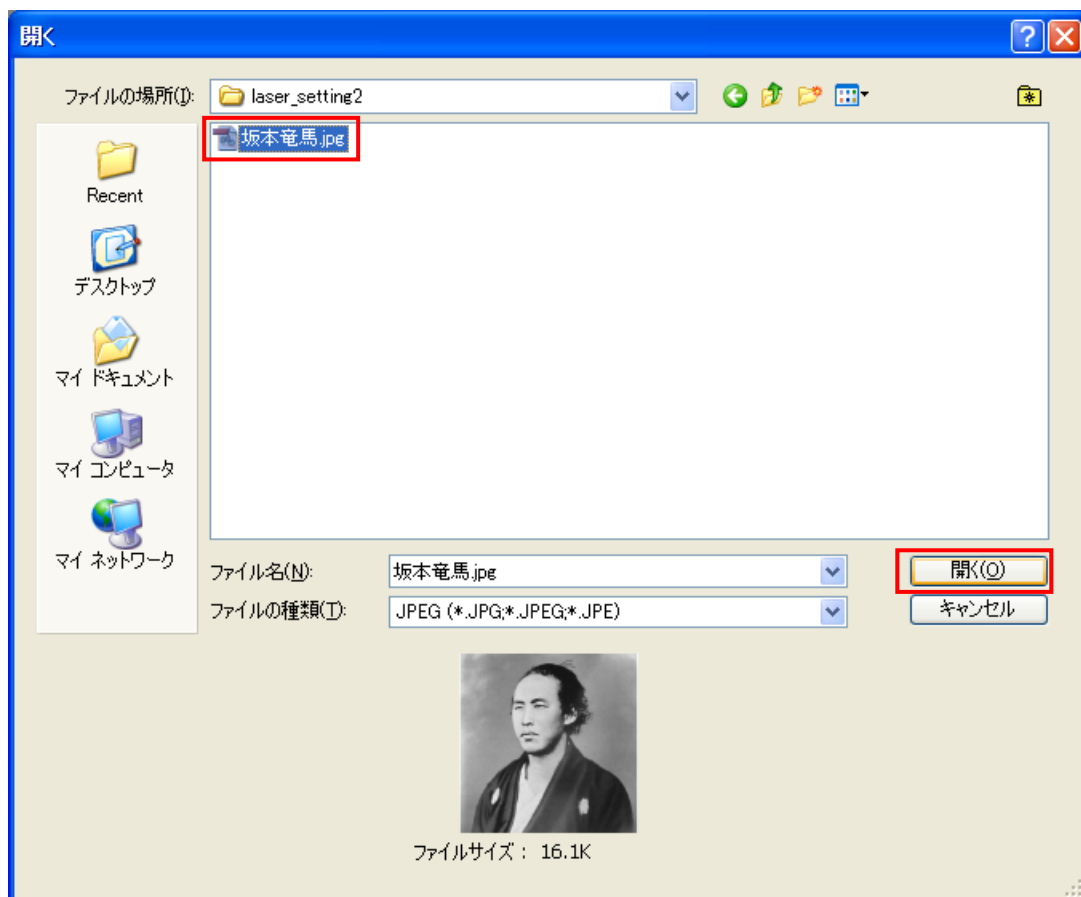 開く
ファイルの場所(I):
laser_setting2
坂本竜馬.jpg
Recent
デスクトップ
マイ ドキュメント
マイ コンピュータ
マイ ネットワーク
ファイル名(N):
坂本竜馬.jpg
開く(O)
ファイルの種類(T):
JPEG (*.JPG;*.JPEG;*.JPE)
キャンセル
ファイルサイズ： 16.1K